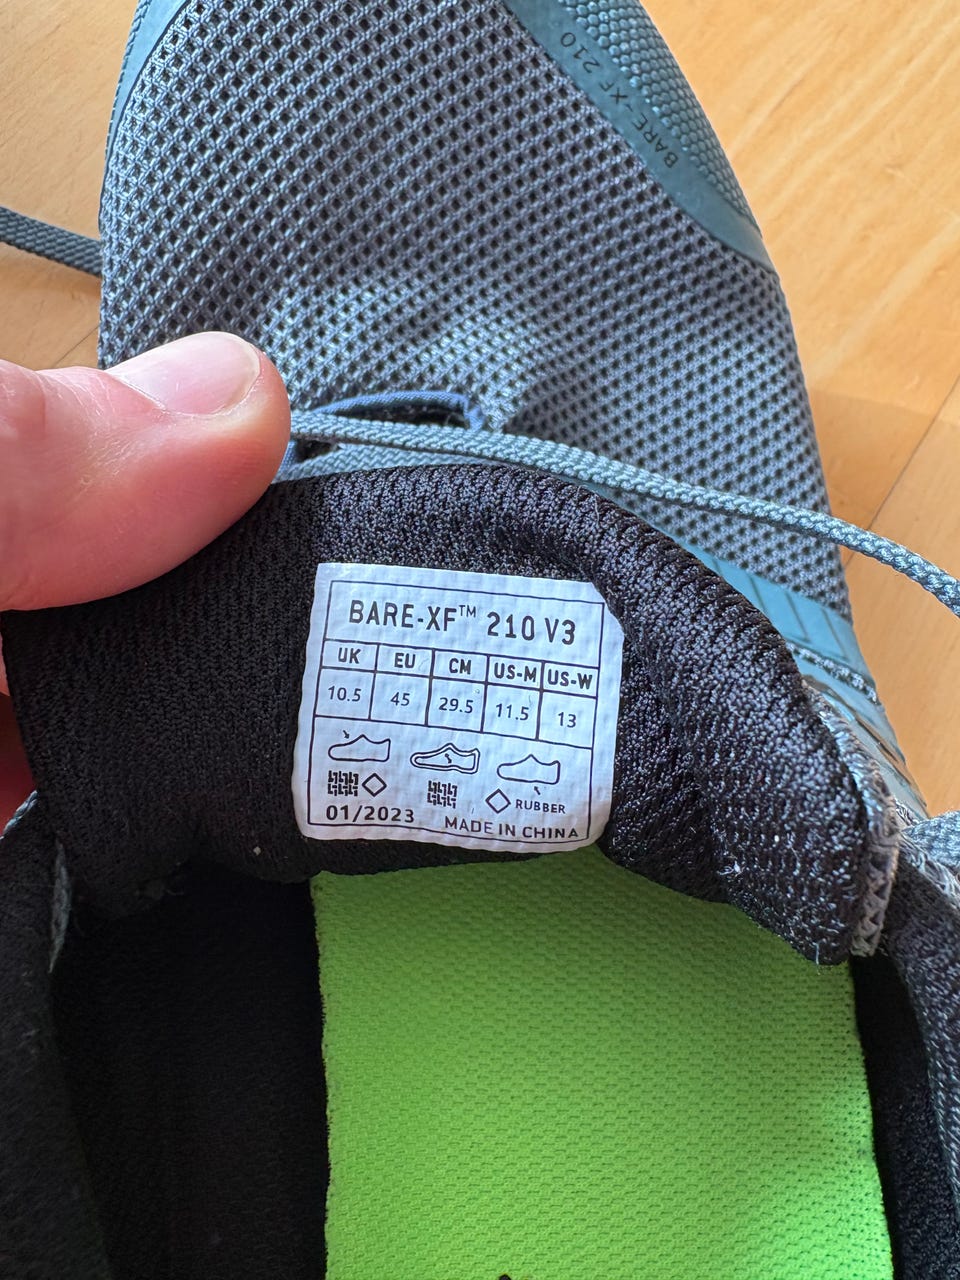 BARE-XF 210
BARE-XF™ 210 V3
UK EU CM US-M US-W
10.5 45 29.5 11.5 13
RUBBER
01/2023 MADE IN CHINA